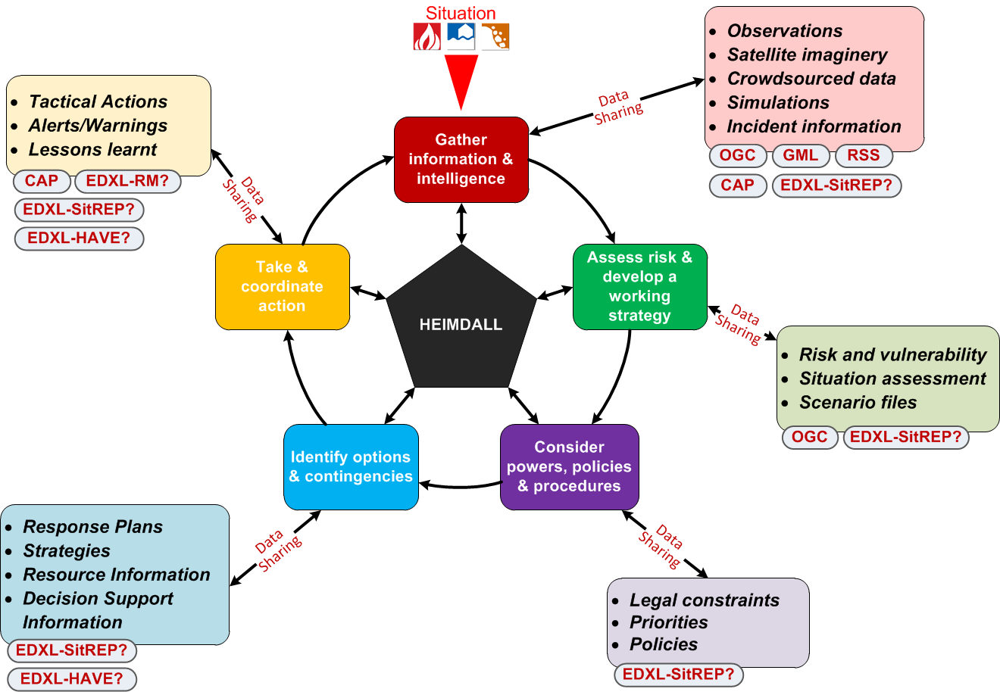 Situation
• Observations
• Satellite imaginery
• Crowdsourced data
• Simulations
• Incident information
OGC
GML
RSS
CAP
EDXL-SitREP?
Data
Sharing
• Tactical Actions
• Alerts/Warnings
• Lessons learnt
CAP
EDXL-RM?
EDXL-SitREP?
EDXL-HAVE?
Data
Sharing
Gather
information &
intelligence
Take &
coordinate
action
HEIMDALL
Assess risk &
develop a
working
strategy
Data
Sharing
• Risk and vulnerability
• Situation assessment
• Scenario files
OGC
EDXL-SitREP?
Identify options
& contingencies
Consider
powers, policies
& procedures
Data
Sharing
• Response Plans
• Strategies
• Resource Information
• Decision Support
Information
EDXL-SitREP?
EDXL-HAVE?
Data
Sharing
• Legal constraints
• Priorities
• Policies
EDXL-SitREP?